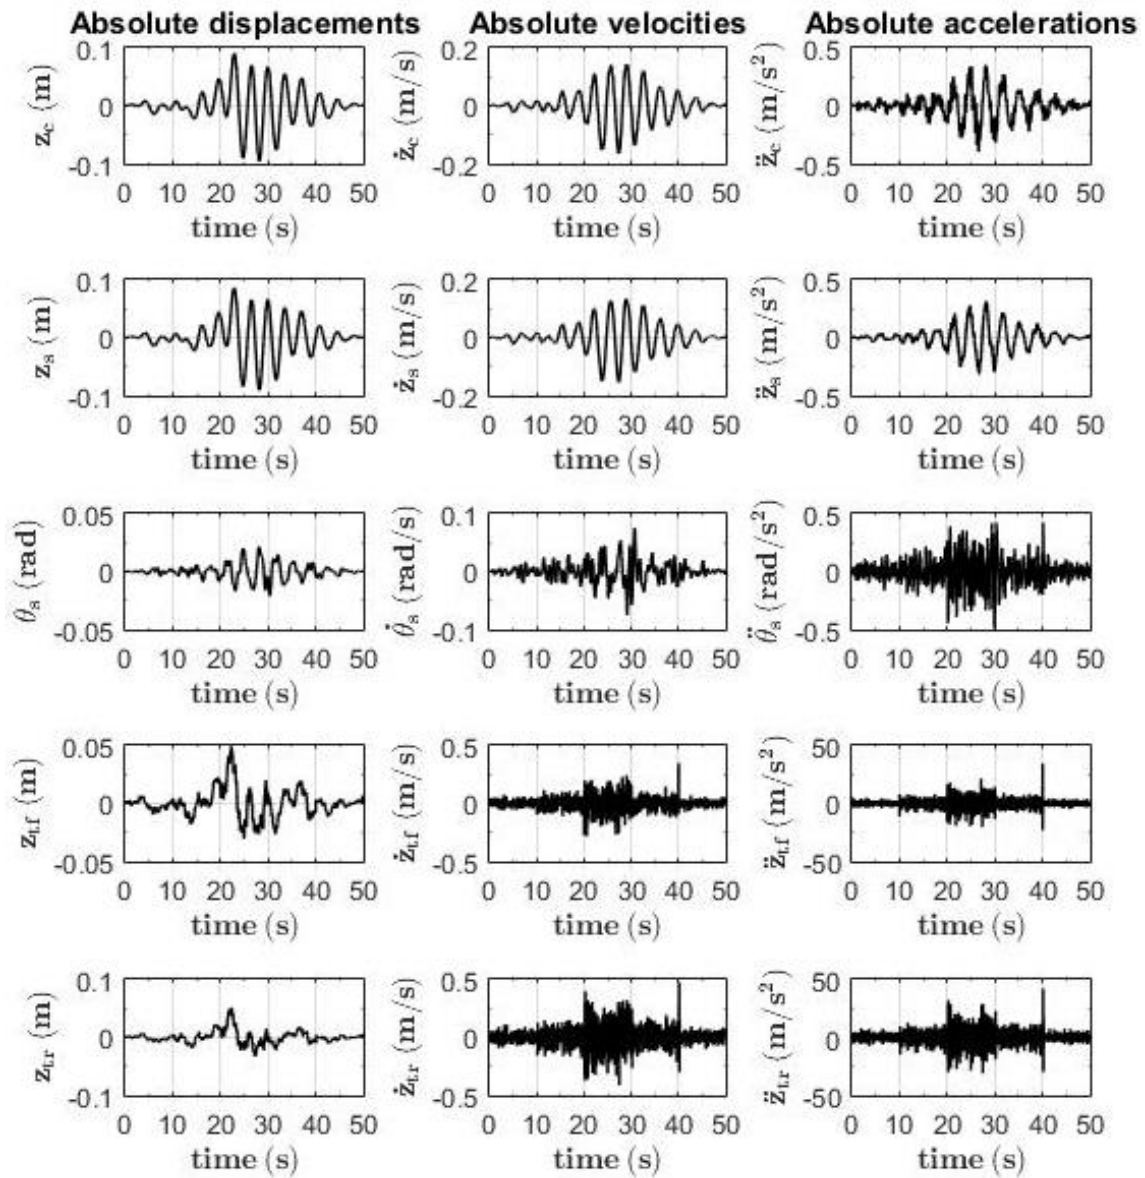 Absolute displacements Absolute velocities Absolute accelerations
z_c (m) ż_c (m/s) z̈_c (m/s²)
0.1 0.2 0.5
0 0 0
-0.1 -0.2 -0.5
0 10 20 30 40 50 0 10 20 30 40 50 0 10 20 30 40 50
time (s) time (s) time (s)
z_s (m) ż_s (m/s) z̈_s (m/s²)
0.1 0.2 0.5
0 0 0
-0.1 -0.2 -0.5
0 10 20 30 40 50 0 10 20 30 40 50 0 10 20 30 40 50
time (s) time (s) time (s)
θ_s (rad) θ̇_s (rad/s) θ̈_s (rad/s²)
0.05 0.1 0.5
0 0 0
-0.05 -0.1 -0.5
0 10 20 30 40 50 0 10 20 30 40 50 0 10 20 30 40 50
time (s) time (s) time (s)
z_t.f (m) ż_t.f (m/s) z̈_t.f (m/s²)
0.05 0.5 50
0 0 0
-0.05 -0.5 -50
0 10 20 30 40 50 0 10 20 30 40 50 0 10 20 30 40 50
time (s) time (s) time (s)
z_t.r (m) ż_t.r (m/s) z̈_t.r (m/s²)
0.1 0.5 50
0 0 0
-0.1 -0.5 -50
0 10 20 30 40 50 0 10 20 30 40 50 0 10 20 30 40 50
time (s) time (s) time (s)